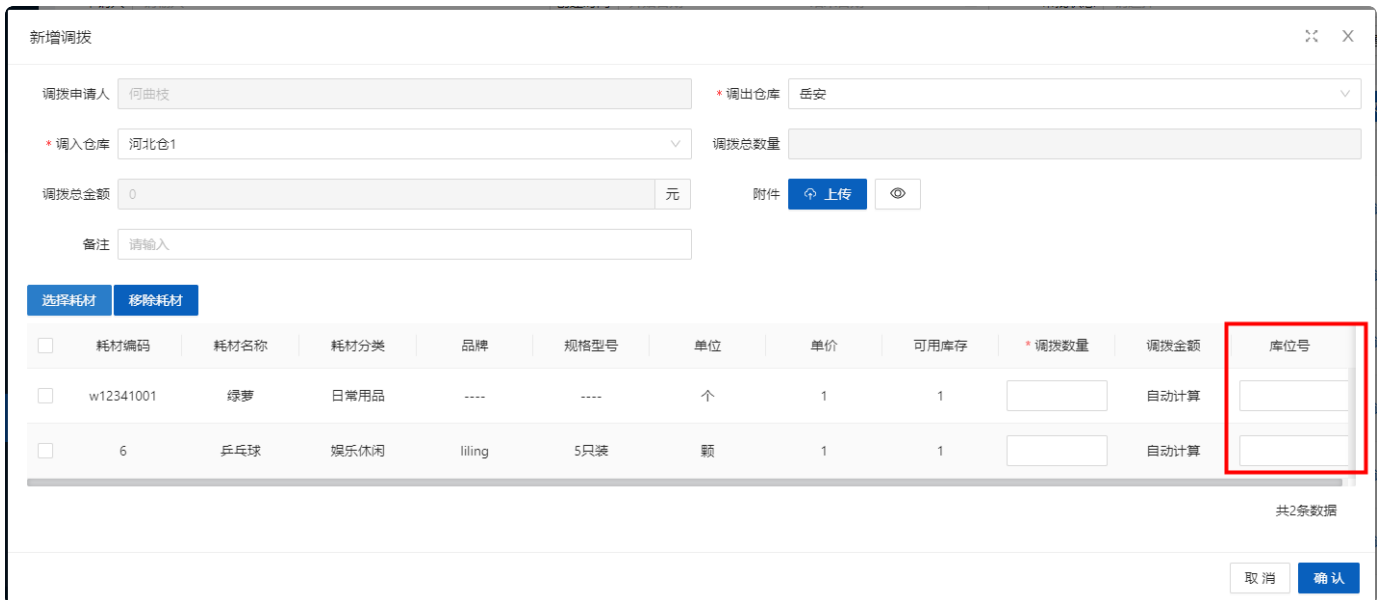 新增调拨
调拨申请人 何曲枝 * 调出仓库 岳安
* 调入仓库 河北仓1 调拨总数量
调拨总金额 0 元 附件 上传
备注 请输入
选择耗材 移除耗材
耗材编码 耗材名称 耗材分类 品牌 规格型号 单位 单价 可用库存 * 调拨数量 调拨金额 库位号
w12341001 绿萝 日常用品 ---- ---- 个 1 1 自动计算
6 乒乓球 娱乐休闲 liling 5只装 颗 1 1 自动计算
共2条数据
取 消 确 认